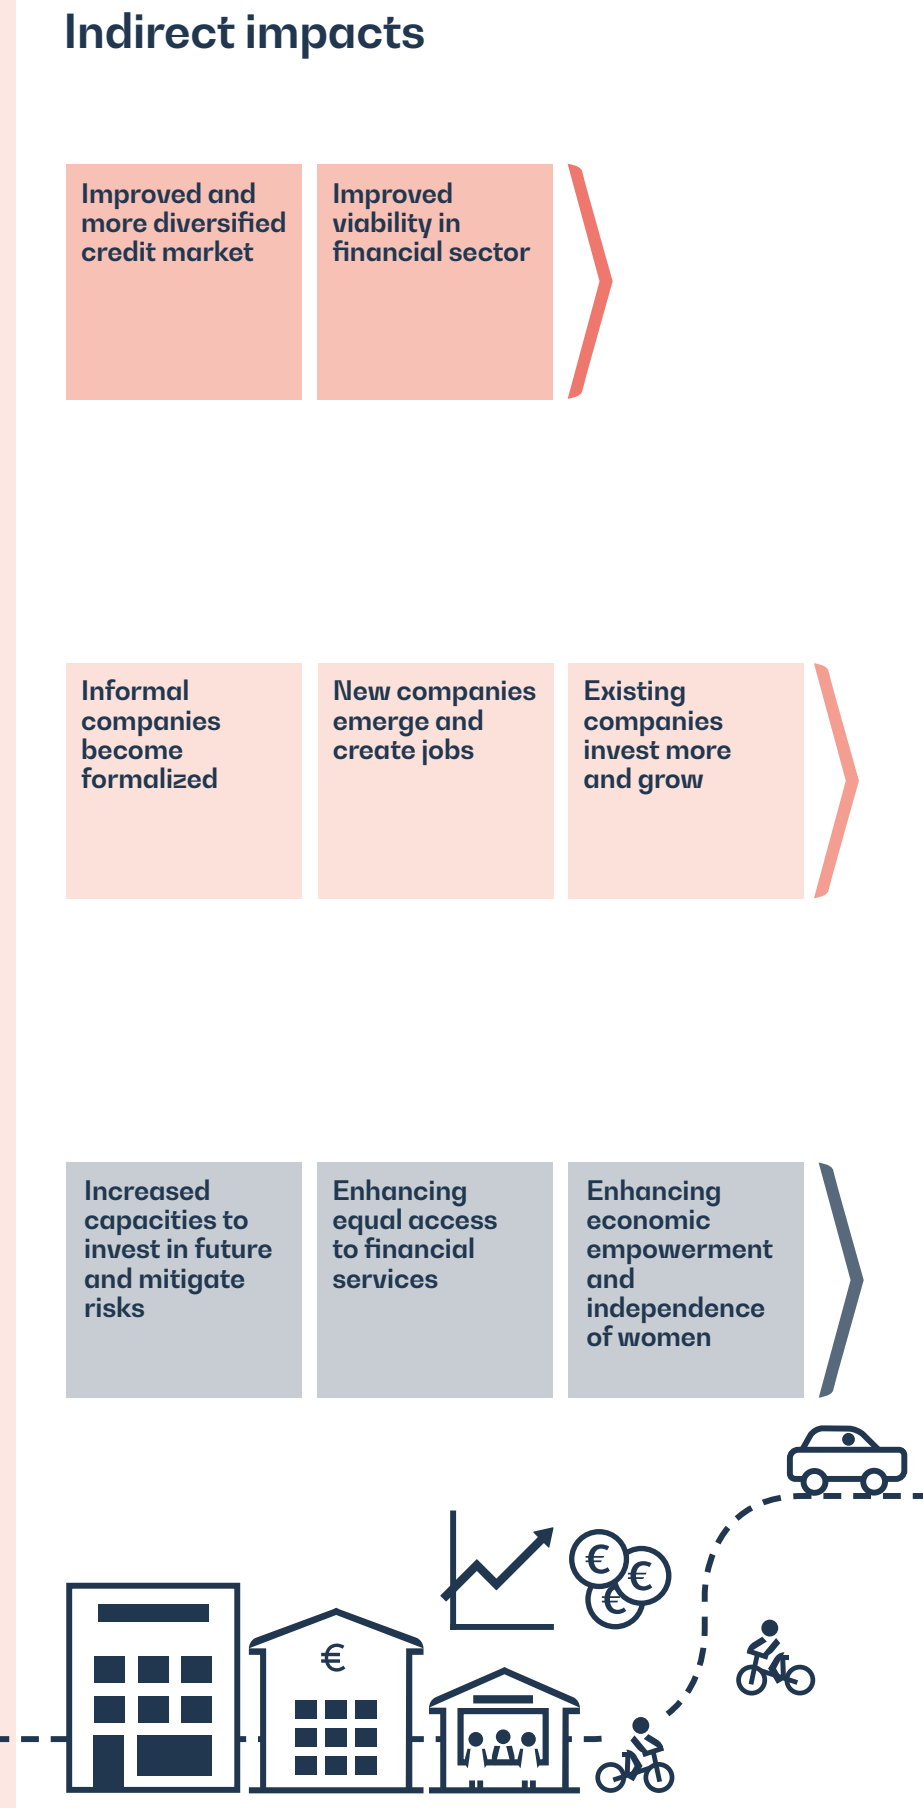 Indirect impacts
Improved and
more diversified
credit market
Improved
viability in
financial sector
Informal
companies
become
formalized
New companies
emerge and
create jobs
Existing
companies
invest more
and grow
Increased
capacities to
invest in future
and mitigate
risks
Enhancing
equal access
to financial
services
Enhancing
economic
empowerment
and
independence
of women
€
€
€
€